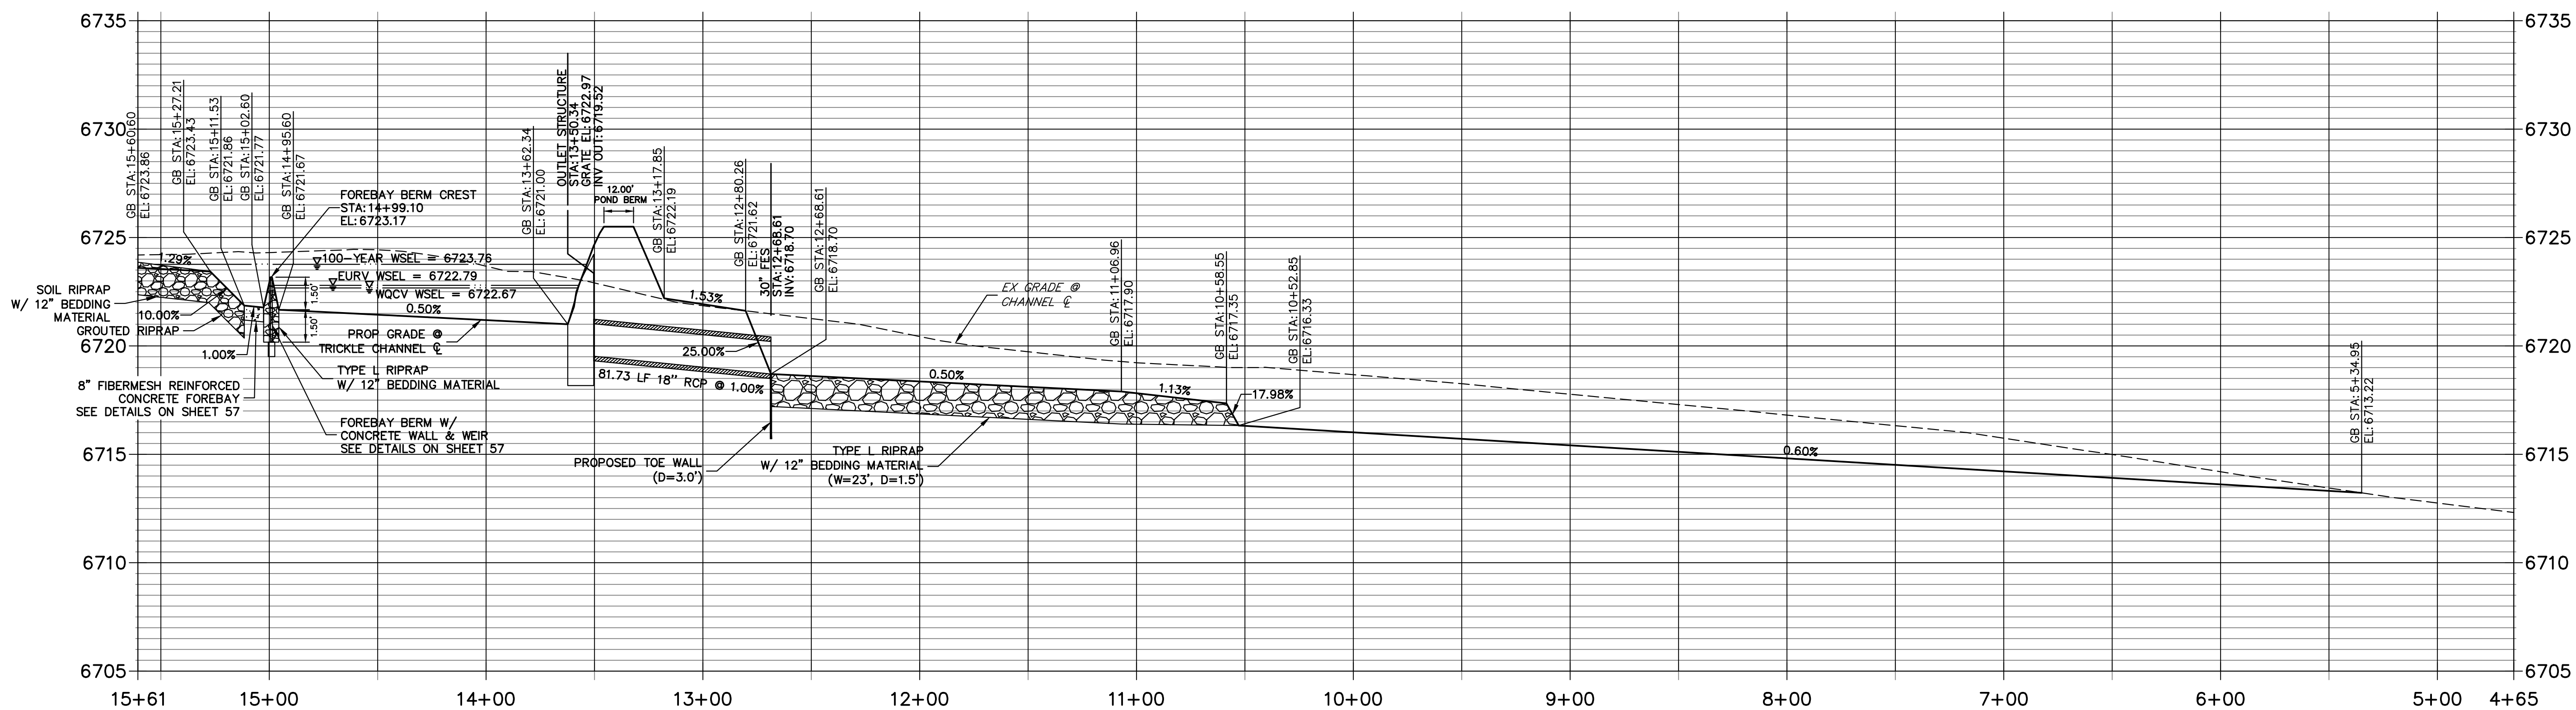 6735
6730
6725
6720
6715
6710
6705
GB STA:15+60.60
EL:6723.86
GB STA:15+27.21
EL:6723.43
GB STA:15+11.53
EL:6721.86
GB STA:15+02.60
EL:6721.77
GB STA:14+95.60
EL:6721.67
FOREBAY BERM CREST
STA:14+99.10
EL:6723.17
1.29%
100-YEAR WSEL = 6723.76
EURV WSEL = 6722.79
WQCV WSEL = 6722.67
0.50%
1.50'
1.50'
SOIL RIPRAP
W/ 12" BEDDING
MATERIAL
10.00%
GROUTED RIPRAP
1.00%
8" FIBERMESH REINFORCED
CONCRETE FOREBAY
SEE DETAILS ON SHEET 57
PROP GRADE @
TRICKLE CHANNEL ℄
TYPE L RIPRAP
W/ 12" BEDDING MATERIAL
FOREBAY BERM W/
CONCRETE WALL & WEIR
SEE DETAILS ON SHEET 57
GB STA:13+62.34
EL:6721.00
OUTLET STRUCTURE
STA:13+50.34
GRATE EL:6722.97
INV OUT:6719.52
12.00'
POND BERM
GB STA:13+17.85
EL:6722.19
1.53%
GB STA:12+80.26
EL:6721.62
30" FES
STA:12+68.61
INV:6718.70
GB STA:12+68.61
EL:6718.70
25.00%
81.73 LF 18" RCP @ 1.00%
0.50%
PROPOSED TOE WALL
(D=3.0')
TYPE L RIPRAP
W/ 12" BEDDING MATERIAL
(W=23', D=1.5')
EX GRADE @
CHANNEL ℄
GB STA:11+06.96
EL:6717.90
1.13%
GB STA:10+58.55
EL:6717.35
17.98%
GB STA:10+52.85
EL:6716.33
0.60%
GB STA:5+34.95
EL:6713.22
6735
6730
6725
6720
6715
6710
6705
15+61 15+00 14+00 13+00 12+00 11+00 10+00 9+00 8+00 7+00 6+00 5+00 4+65